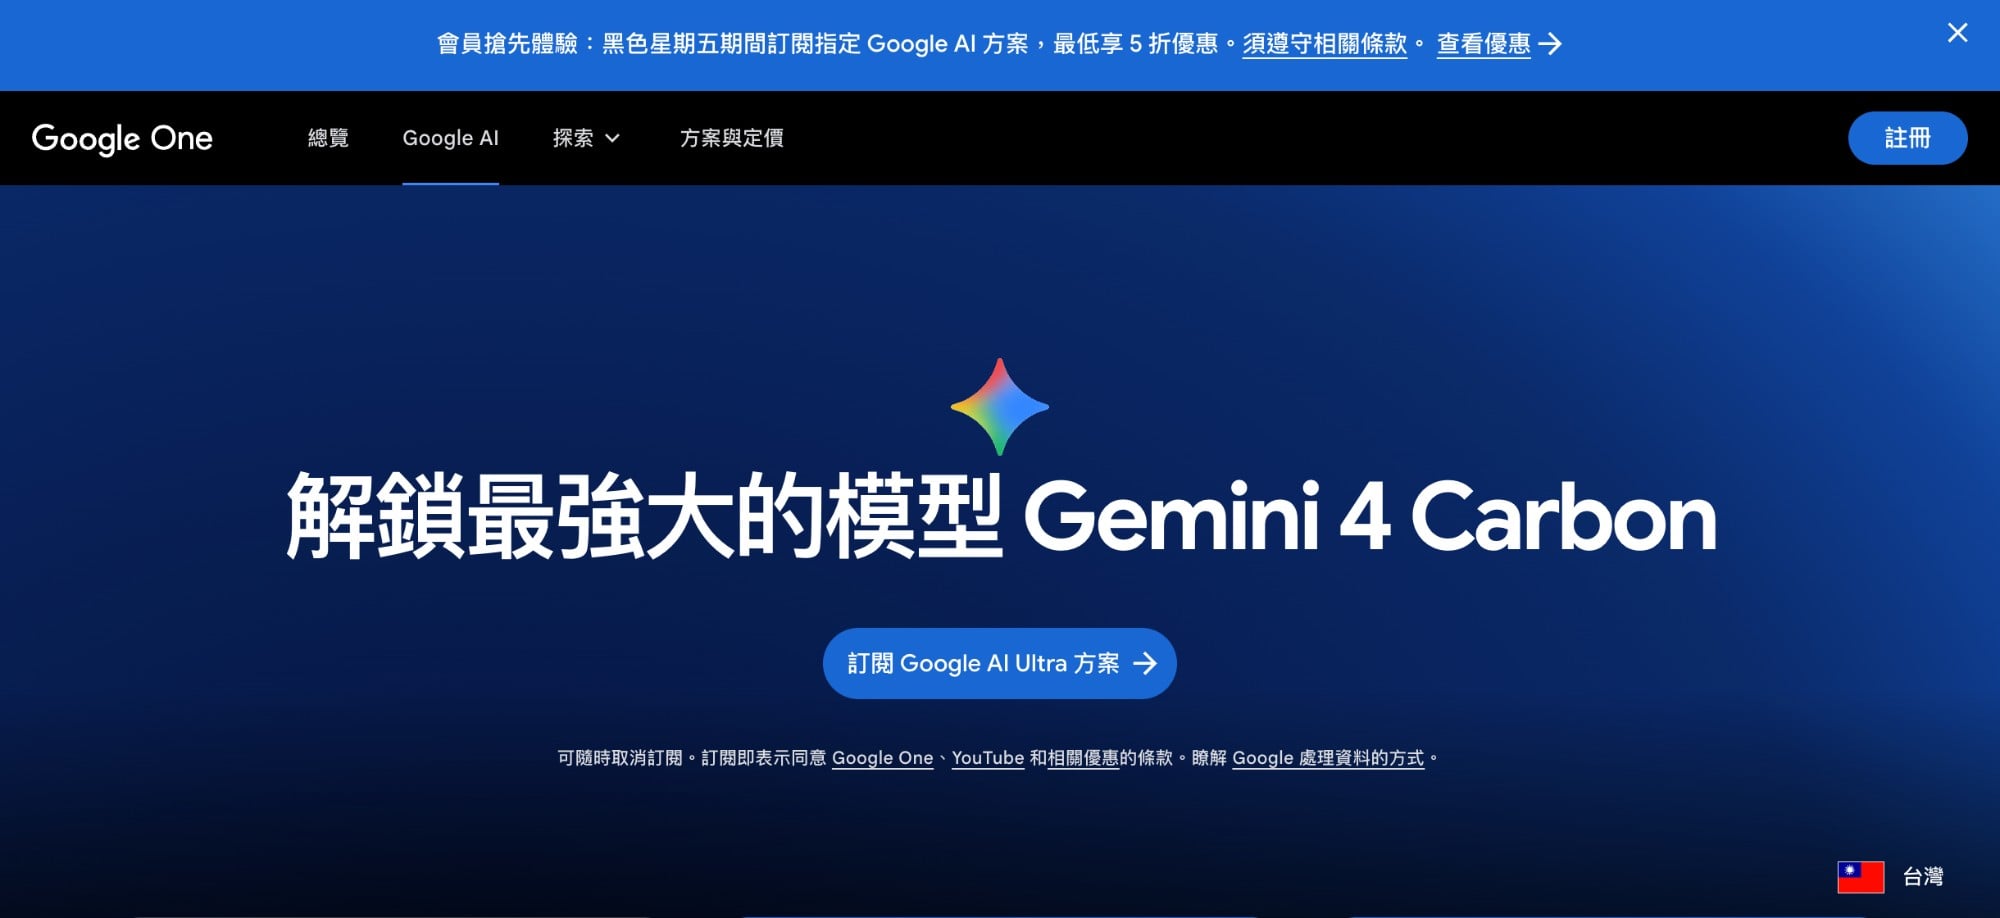 會員搶先體驗：黑色星期五期間訂閱指定 Google AI 方案，最低享 5 折優惠。須遵守相關條款。 查看優惠
Google One 總覽 Google AI 探索 方案與定價 註冊
解鎖最強大的模型 Gemini 4 Carbon
訂閱 Google AI Ultra 方案
可隨時取消訂閱。訂閱即表示同意 Google One、YouTube 和相關優惠的條款。瞭解 Google 處理資料的方式。
台灣